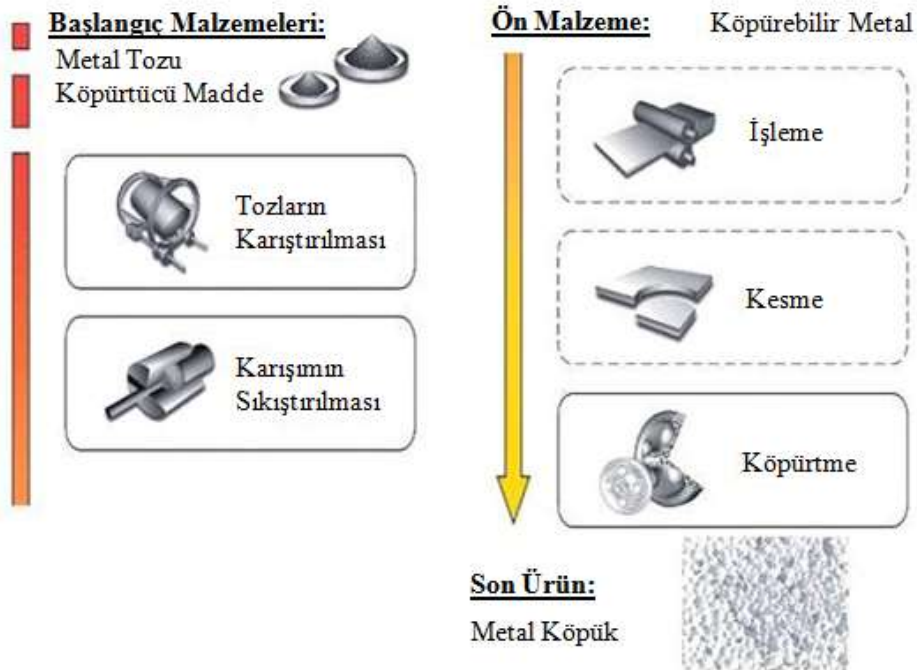 Başlangıç Malzemeleri:
Metal Tozu
Köpürtücü Madde
Tozların
Karıştırılması
Karışımın
Sıkıştırılması
Ön Malzeme:
Köpürebilir Metal
İşleme
Kesme
Köpürtme
Son Ürün:
Metal Köpük